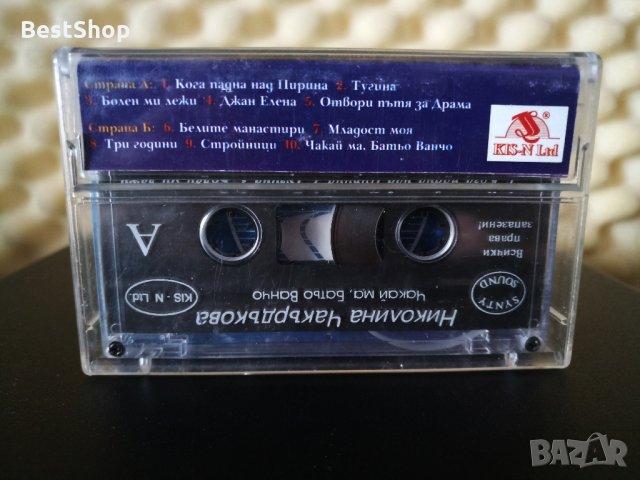 BestShop
Страна А: 1. Кога падна над Пирина 2. Тугина
3. Болен ми лежи 4. Джан Елена 5. Отвори пътя за Драма
Страна Б: 6. Белите манастири 7. Младост моя
8. Три години 9. Стройници 10. Чакай ма, Батьо Ванчо
KIS-N Ltd
A
Всички
права
запазени!
KIS - N Ltd
SYNTY
SOUND
Чакай ма, Батьо Ванчо
Николина Чакърдъкова
BAZAR